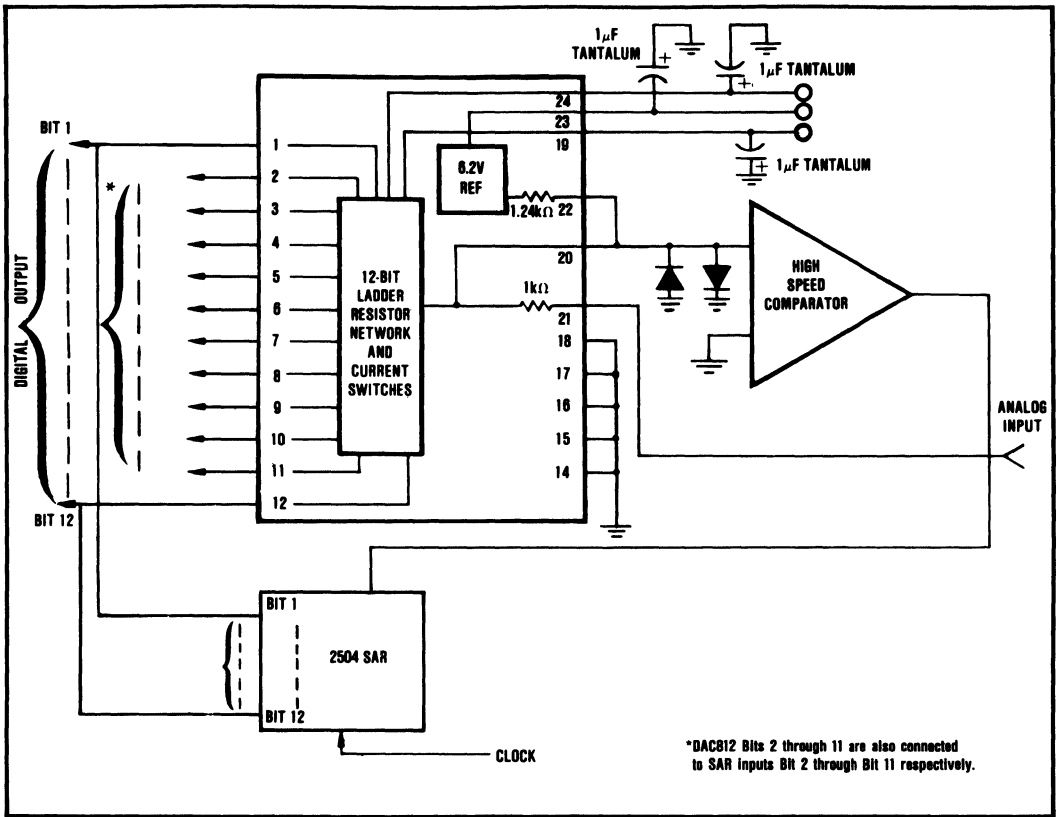 1μF
TANTALUM
+
+
1μF TANTALUM
24
23
19
+ 1μF TANTALUM
BIT 1
*
DIGITAL OUTPUT
BIT 12
1
2
3
4
5
6
7
8
9
10
11
12
12-BIT
LADDER
RESISTOR
NETWORK
AND
CURRENT
SWITCHES
6.2V
REF
1.24kΩ
22
20
1kΩ
21
18
17
16
15
14
HIGH
SPEED
COMPARATOR
ANALOG
INPUT
BIT 1
2504 SAR
BIT 12
CLOCK
*DAC812 Bits 2 through 11 are also connected
to SAR inputs Bit 2 through Bit 11 respectively.